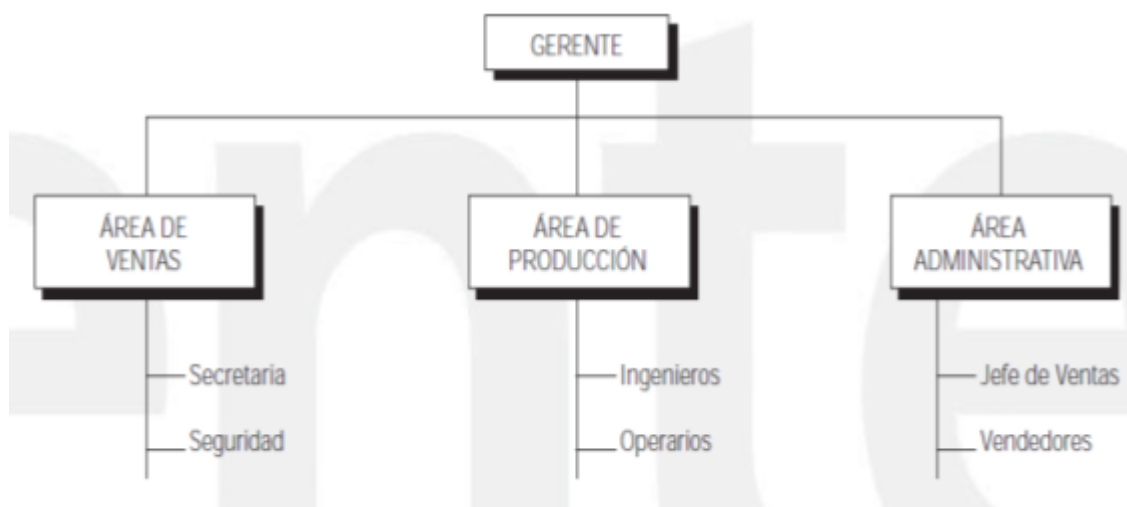 GERENTE
ÁREA DE
VENTAS
ÁREA DE
PRODUCCIÓN
ÁREA
ADMINISTRATIVA
Secretaria
Seguridad
Ingenieros
Operarios
Jefe de Ventas
Vendedores